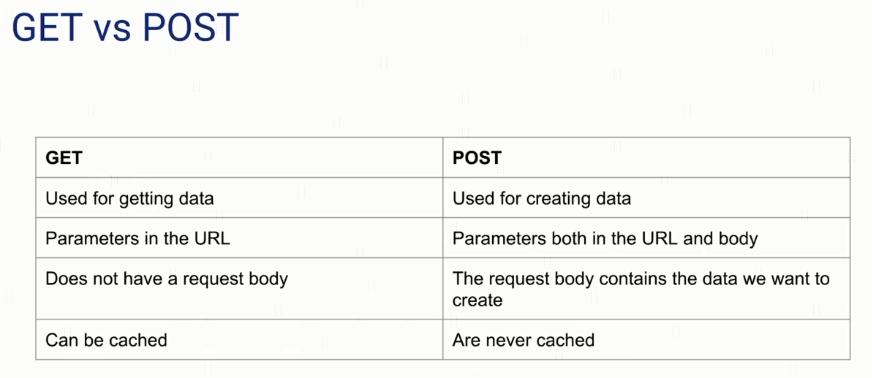 GET vs POST
GET
POST
Used for getting data
Used for creating data
Parameters in the URL
Parameters both in the URL and body
Does not have a request body
The request body contains the data we want to
create
Can be cached
Are never cached